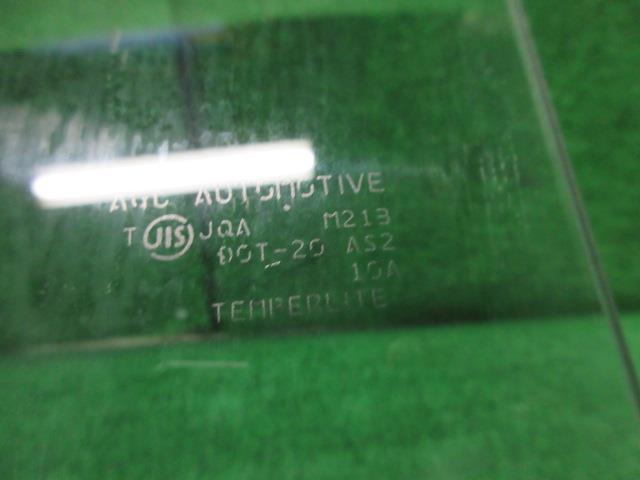 AGC AUTOMOTIVE
T JIS JQA M213
DOT-20 AS2
10A
TEMPERLITE